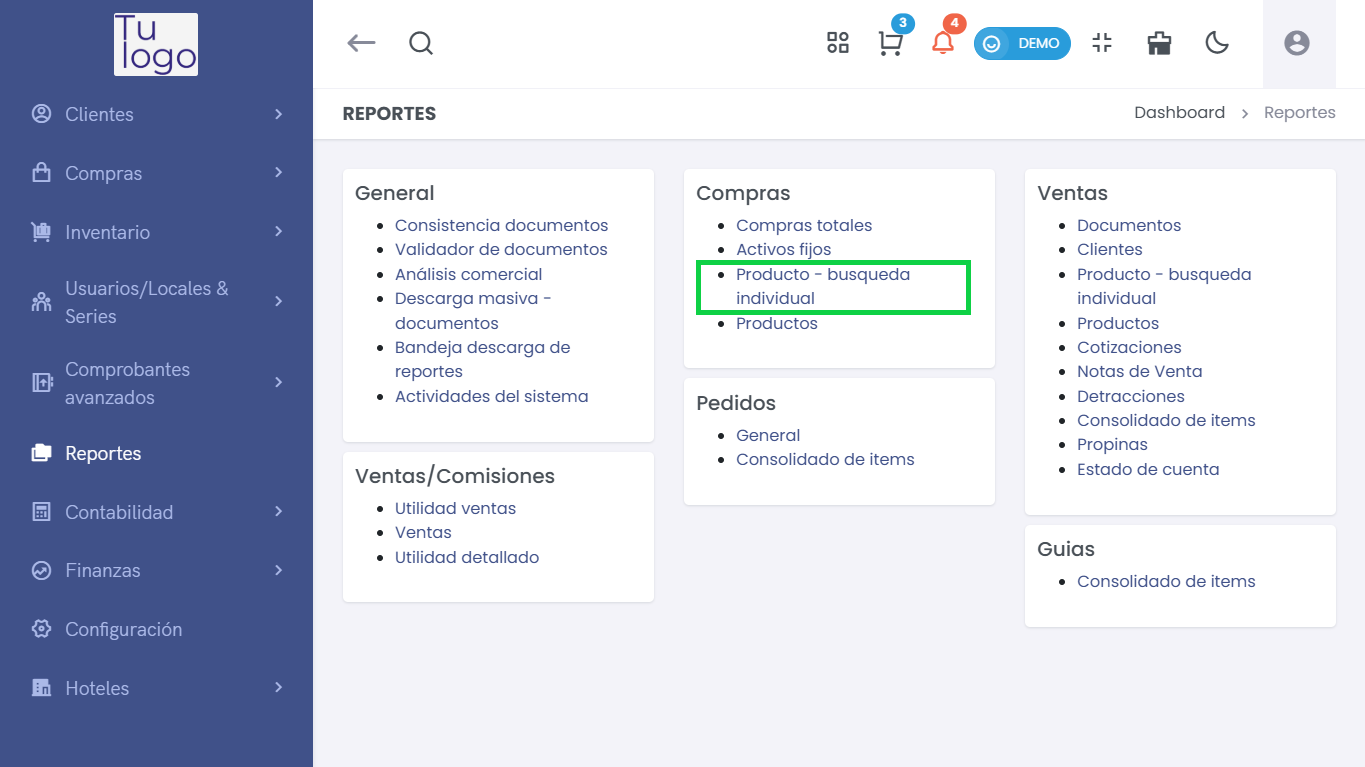 Tu
logo
Clientes
Compras
Inventario
Usuarios/Locales &
Series
Comprobantes
avanzados
Reportes
Contabilidad
Finanzas
Configuración
Hoteles
3
4
DEMO
REPORTES
Dashboard > Reportes
General
Consistencia documentos
Validador de documentos
Análisis comercial
Descarga masiva -
documentos
Bandeja descarga de
reportes
Actividades del sistema
Ventas/Comisiones
Utilidad ventas
Ventas
Utilidad detallado
Compras
Compras totales
Activos fijos
Producto - busqueda
individual
Productos
Pedidos
General
Consolidado de items
Ventas
Documentos
Clientes
Producto - busqueda
individual
Productos
Cotizaciones
Notas de Venta
Detracciones
Consolidado de items
Propinas
Estado de cuenta
Guias
Consolidado de items